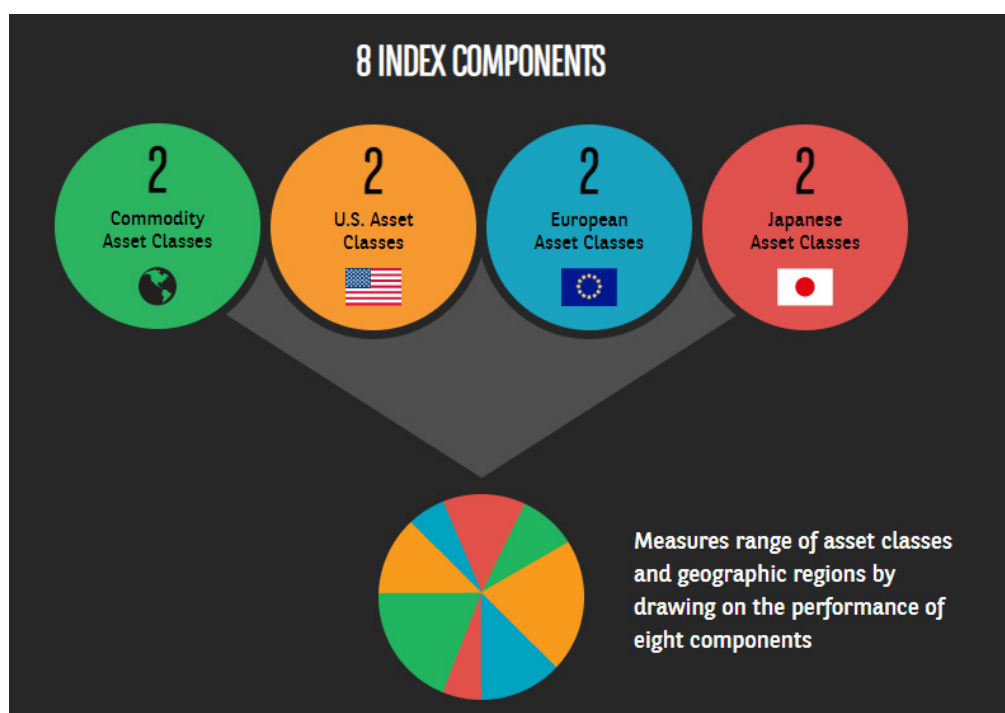 8 INDEX COMPONENTS
2
Commodity
Asset Classes
2
U.S. Asset
Classes
2
European
Asset Classes
2
Japanese
Asset Classes
Measures range of asset classes
and geographic regions by
drawing on the performance of
eight components